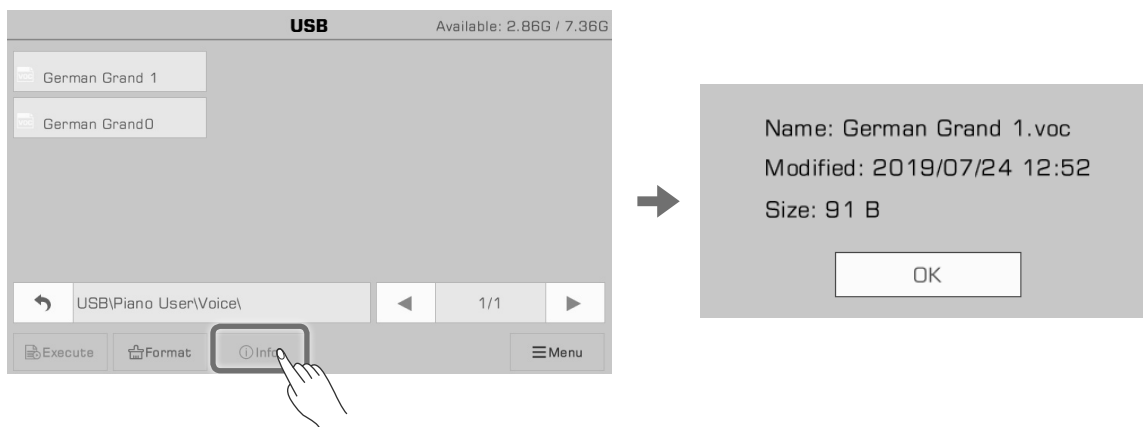 USB
Available: 2.86G / 7.36G
German Grand 1
German Grand0
USB\Piano User\Voice\
1/1
Execute
Format
Info
Menu
Name: German Grand 1.voc
Modified: 2019/07/24 12:52
Size: 91 B
OK